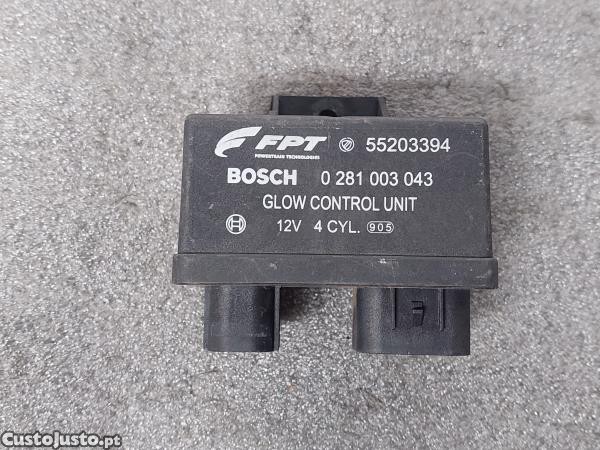 FPT 55203394
POWERTRAIN TECHNOLOGIES
BOSCH 0 281 003 043
GLOW CONTROL UNIT
12V 4 CYL. 905
CustoJusto.pt